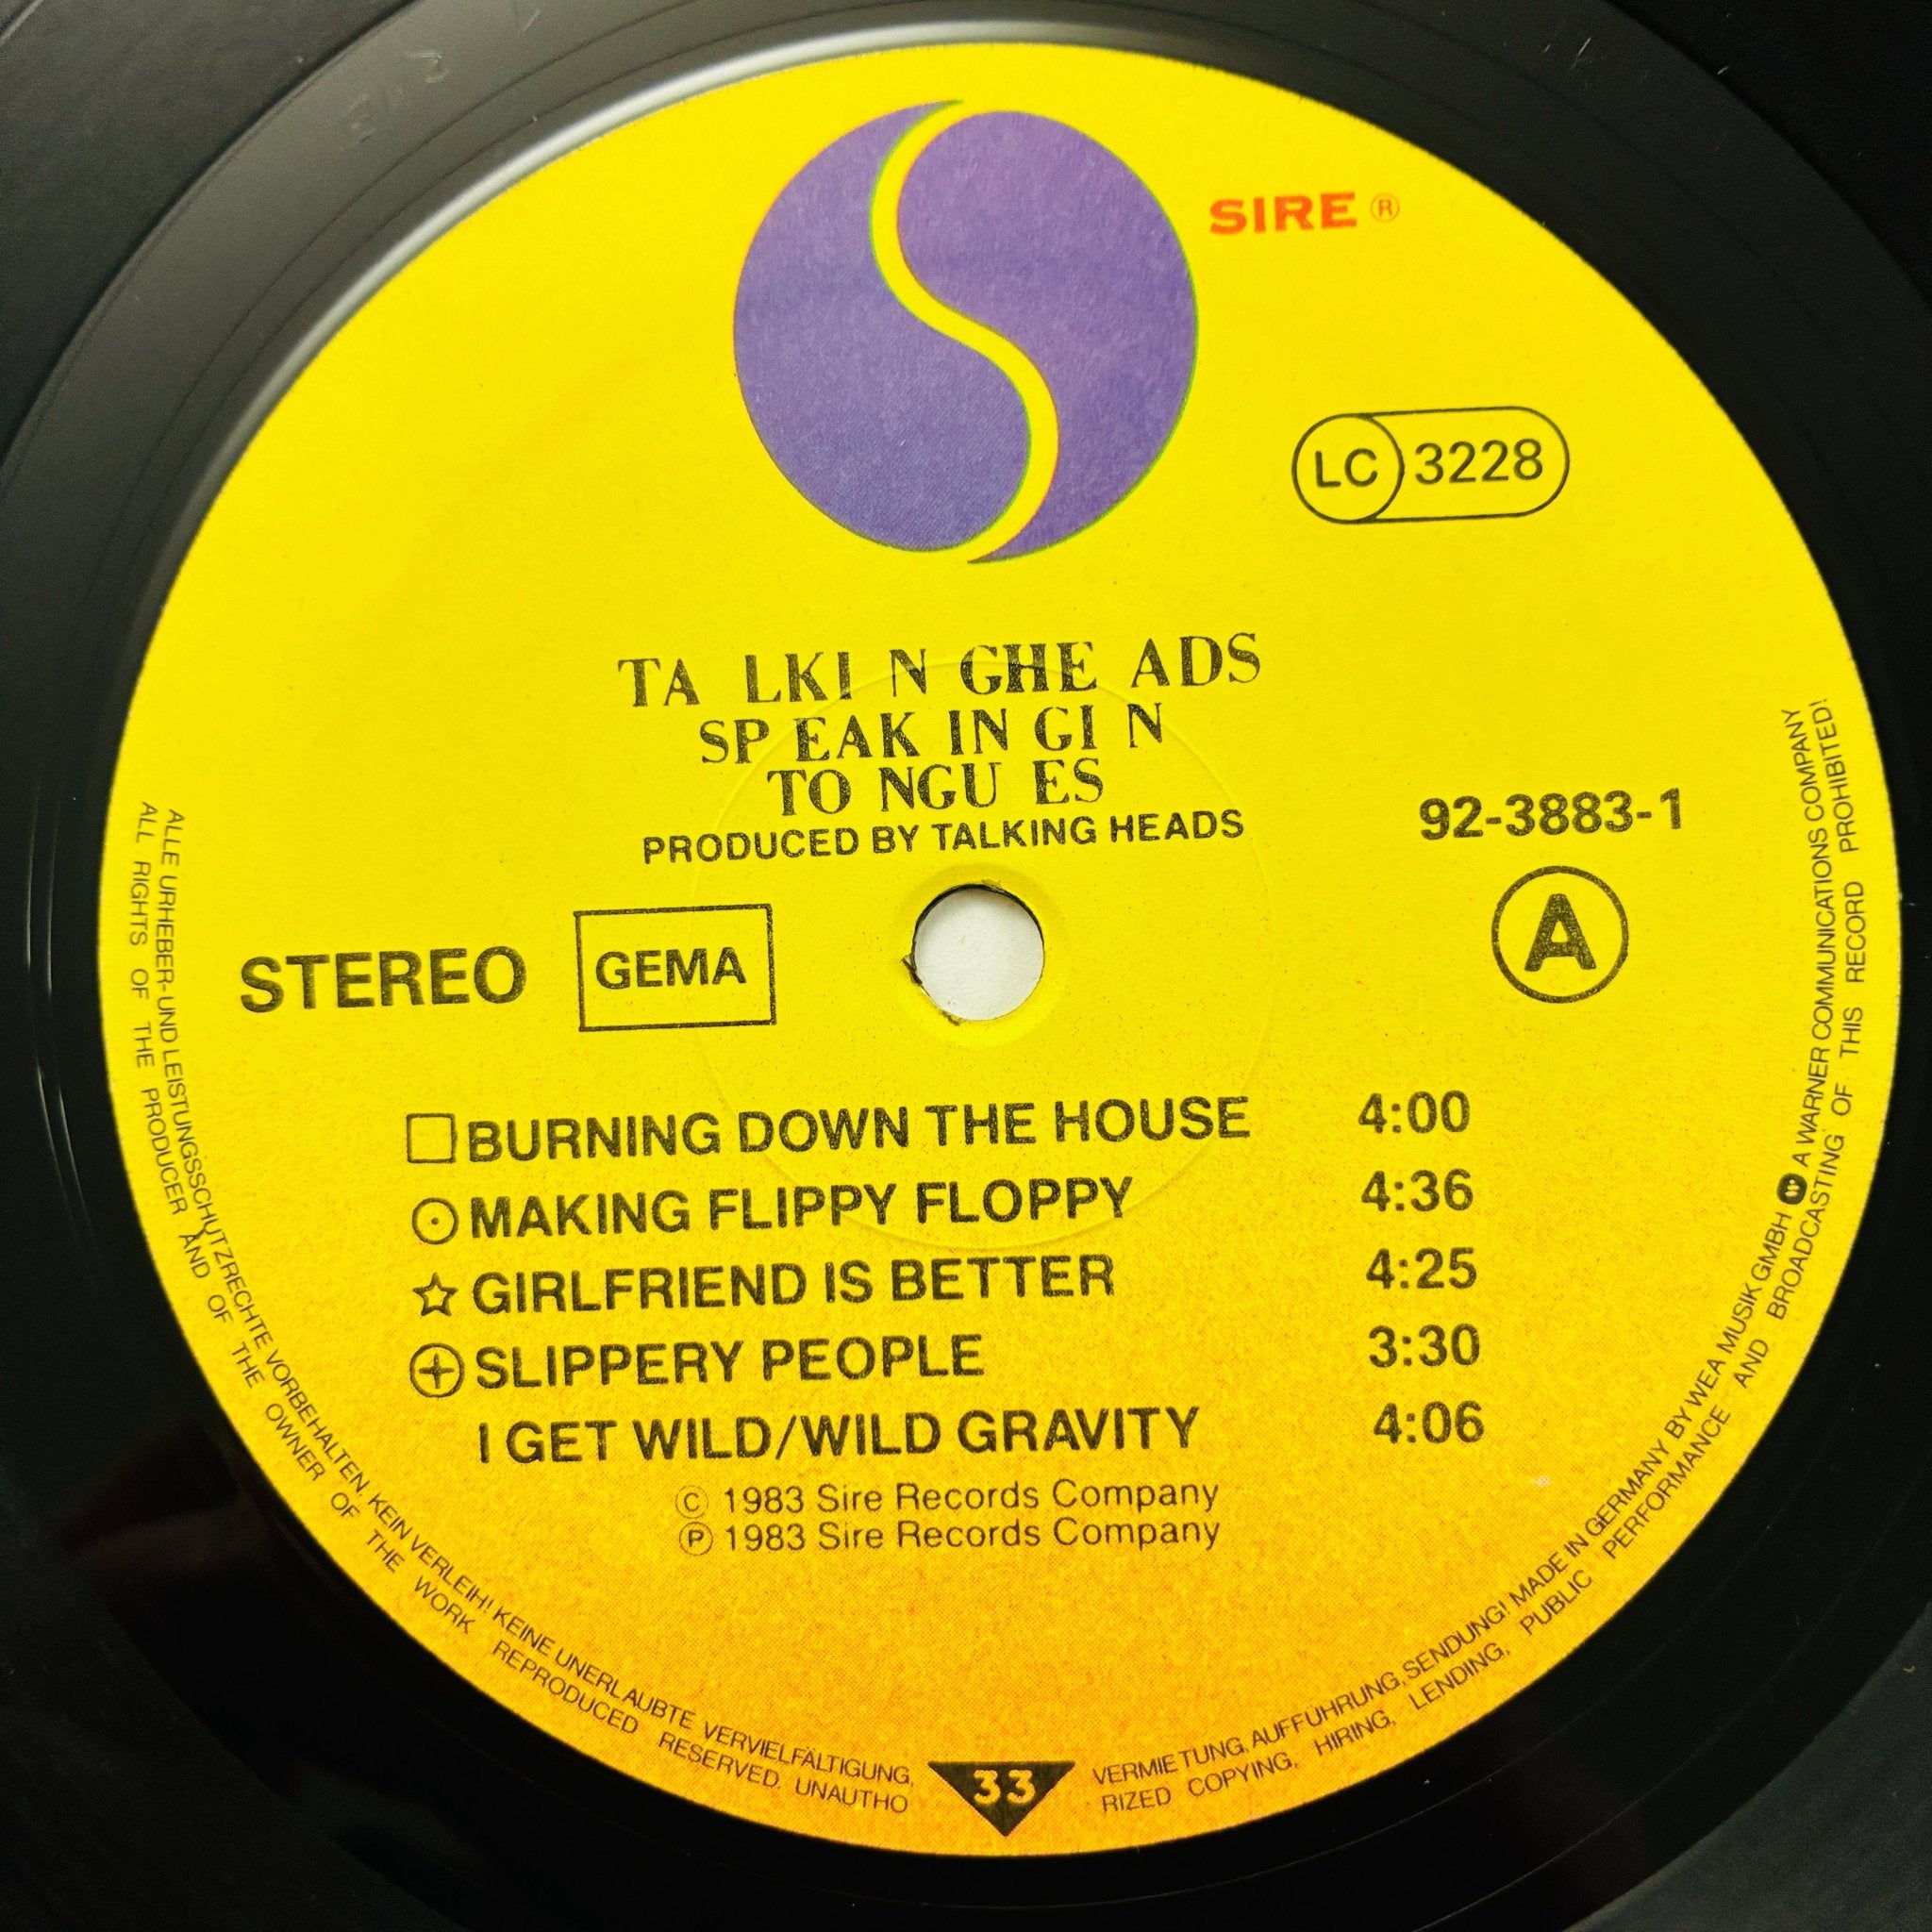 SIRE ®
LC 3228
TA LKI N GHE ADS
SP EAK IN GI N
TO NGU ES
PRODUCED BY TALKING HEADS
92-3883-1
STEREO
GEMA
A
□ BURNING DOWN THE HOUSE 4:00
⊙ MAKING FLIPPY FLOPPY 4:36
☆ GIRLFRIEND IS BETTER 4:25
⊕ SLIPPERY PEOPLE 3:30
I GET WILD/WILD GRAVITY 4:06
© 1983 Sire Records Company
℗ 1983 Sire Records Company
ALLE URHEBER- UND LEISTUNGSSCHUTZRECHTE VORBEHALTEN. KEIN VERLEIH! KEINE UNERLAUBTE VERVIELFÄLTIGUNG, VERMIETUNG, AUFFÜHRUNG, SENDUNG! MADE IN GERMANY BY WEA MUSIK GMBH A WARNER COMMUNICATIONS COMPANY
ALL RIGHTS OF THE PRODUCER AND OF THE OWNER OF THE WORK REPRODUCED RESERVED. UNAUTHO RIZED COPYING, HIRING, LENDING, PUBLIC PERFORMANCE AND BROADCASTING OF THIS RECORD PROHIBITED!
33